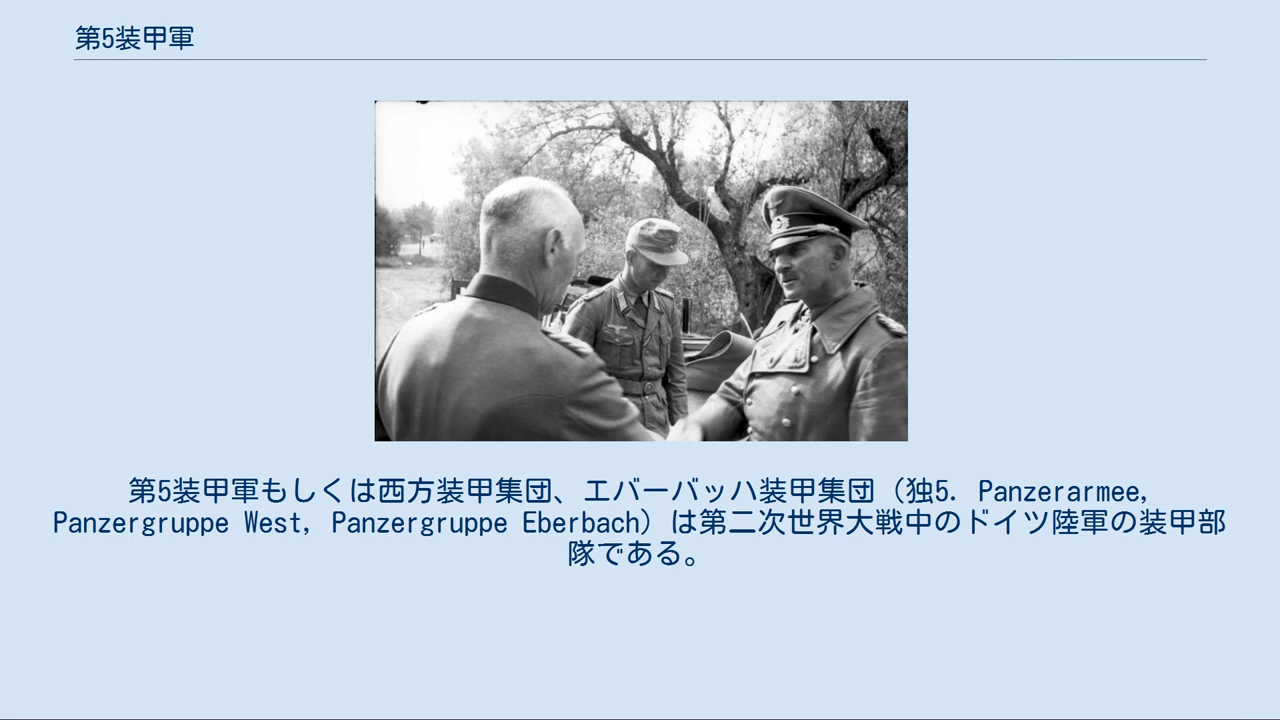 第5装甲軍
第5装甲軍もしくは西方装甲集団、エバーバッハ装甲集団（独5. Panzerarmee,
Panzergruppe West, Panzergruppe Eberbach）は第二次世界大戦中のドイツ陸軍の装甲部
隊である。